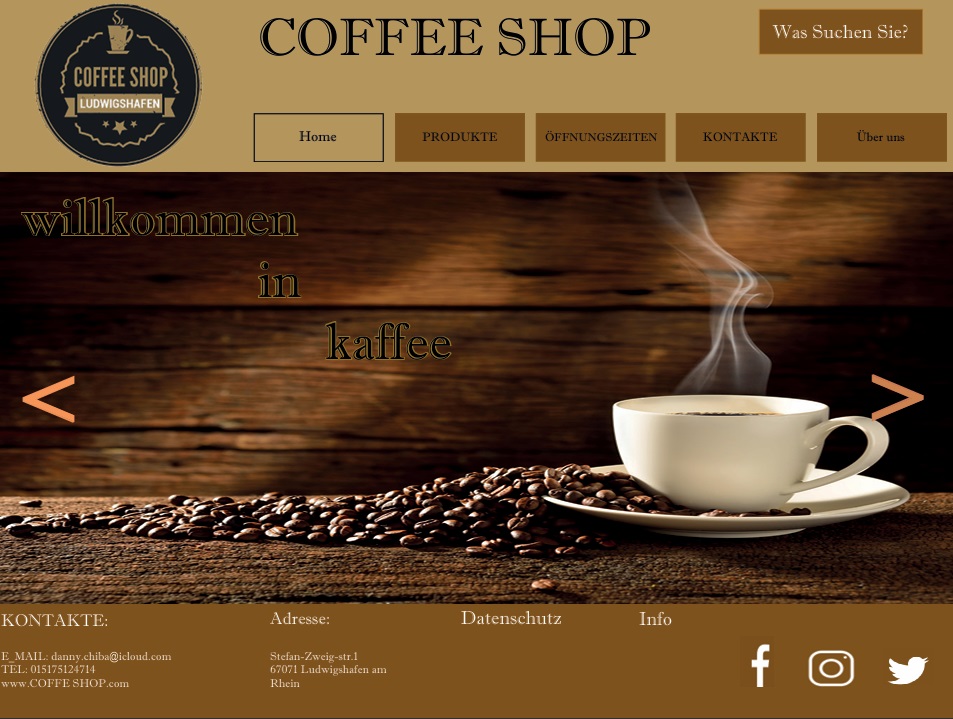 COFFEE SHOP
LUDWIGSHAFEN
COFFEE SHOP
Was Suchen Sie?
Home
PRODUKTE
ÖFFNUNGSZEITEN
KONTAKTE
Über uns
willkommen
in
kaffee
<
>
KONTAKTE:
E_MAIL: danny.chiba@icloud.com
TEL: 015175124714
www.COFFE SHOP.com
Adresse:
Stefan-Zweig-str.1
67071 Ludwigshafen am
Rhein
Datenschutz
Info